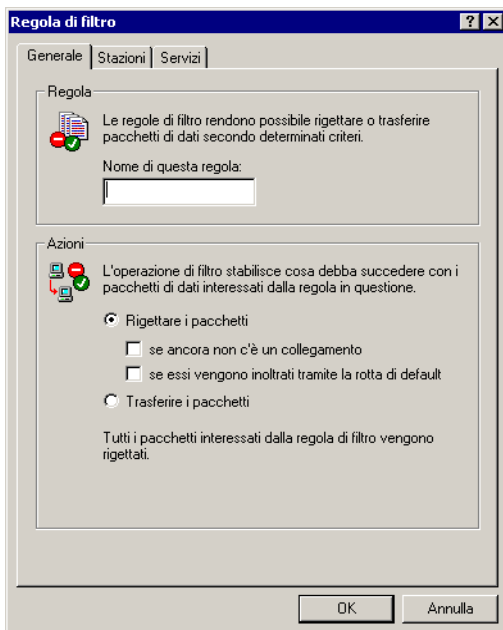 Regola di filtro
Generale Stazioni Servizi
Regola
Le regole di filtro rendono possibile rigettare o trasferire
pacchetti di dati secondo determinati criteri.
Nome di questa regola:
Azioni
L'operazione di filtro stabilisce cosa debba succedere con i
pacchetti di dati interessati dalla regola in questione.
Rigettare i pacchetti
se ancora non c'è un collegamento
se essi vengono inoltrati tramite la rotta di default
Trasferire i pacchetti
Tutti i pacchetti interessati dalla regola di filtro vengono
rigettati.
OK Annulla